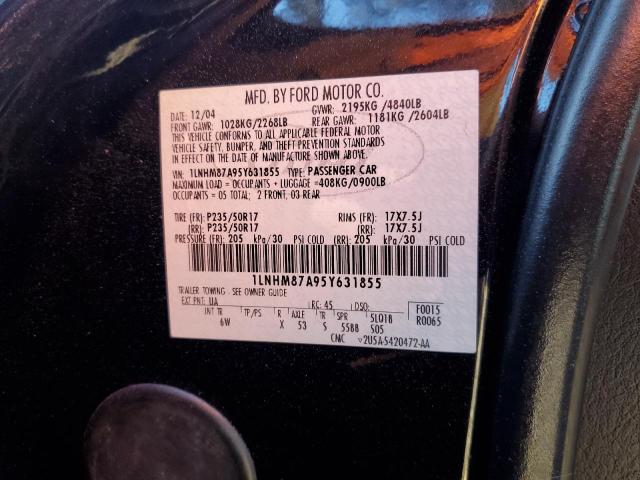 MFD. BY FORD MOTOR CO.
DATE: 12/04 GVWR: 2195KG /4840LB
FRONT GAWR: 1028KG/2268LB REAR GAWR: 1181KG /2604LB
THIS VEHICLE CONFORMS TO ALL APPLICABLE FEDERAL MOTOR
VEHICLE SAFETY, BUMPER, AND THEFT PREVENTION STANDARDS
IN EFFECT ON THE DATE OF MANUFACTURE SHOWN ABOVE.
VIN: 1LNHM87A95Y631855 TYPE: PASSENGER CAR
MAXIMUM LOAD = OCCUPANTS + LUGGAGE =408KG/0900LB
OCCUPANTS = 05 TOTAL; 2 FRONT, 03 REAR
TIRE (FR): P235/50R17 RIMS (FR): 17X7.5J
(RR): P235/50R17 (RR): 17X7.5J
PRESSURE (FR): 205 kPa/30 PSI COLD (RR): 205 kPa/30 PSI COLD
1LNHM87A95Y631855
TRAILER TOWING - SEE OWNER GUIDE
EXT PNT: UA RC: 45 DSO: F0015
INT TR TP/PS R AXLE TR SPR 5L01B R0065
6W X 53 S 5588 S05
CNC 2U5A-5420472-AA